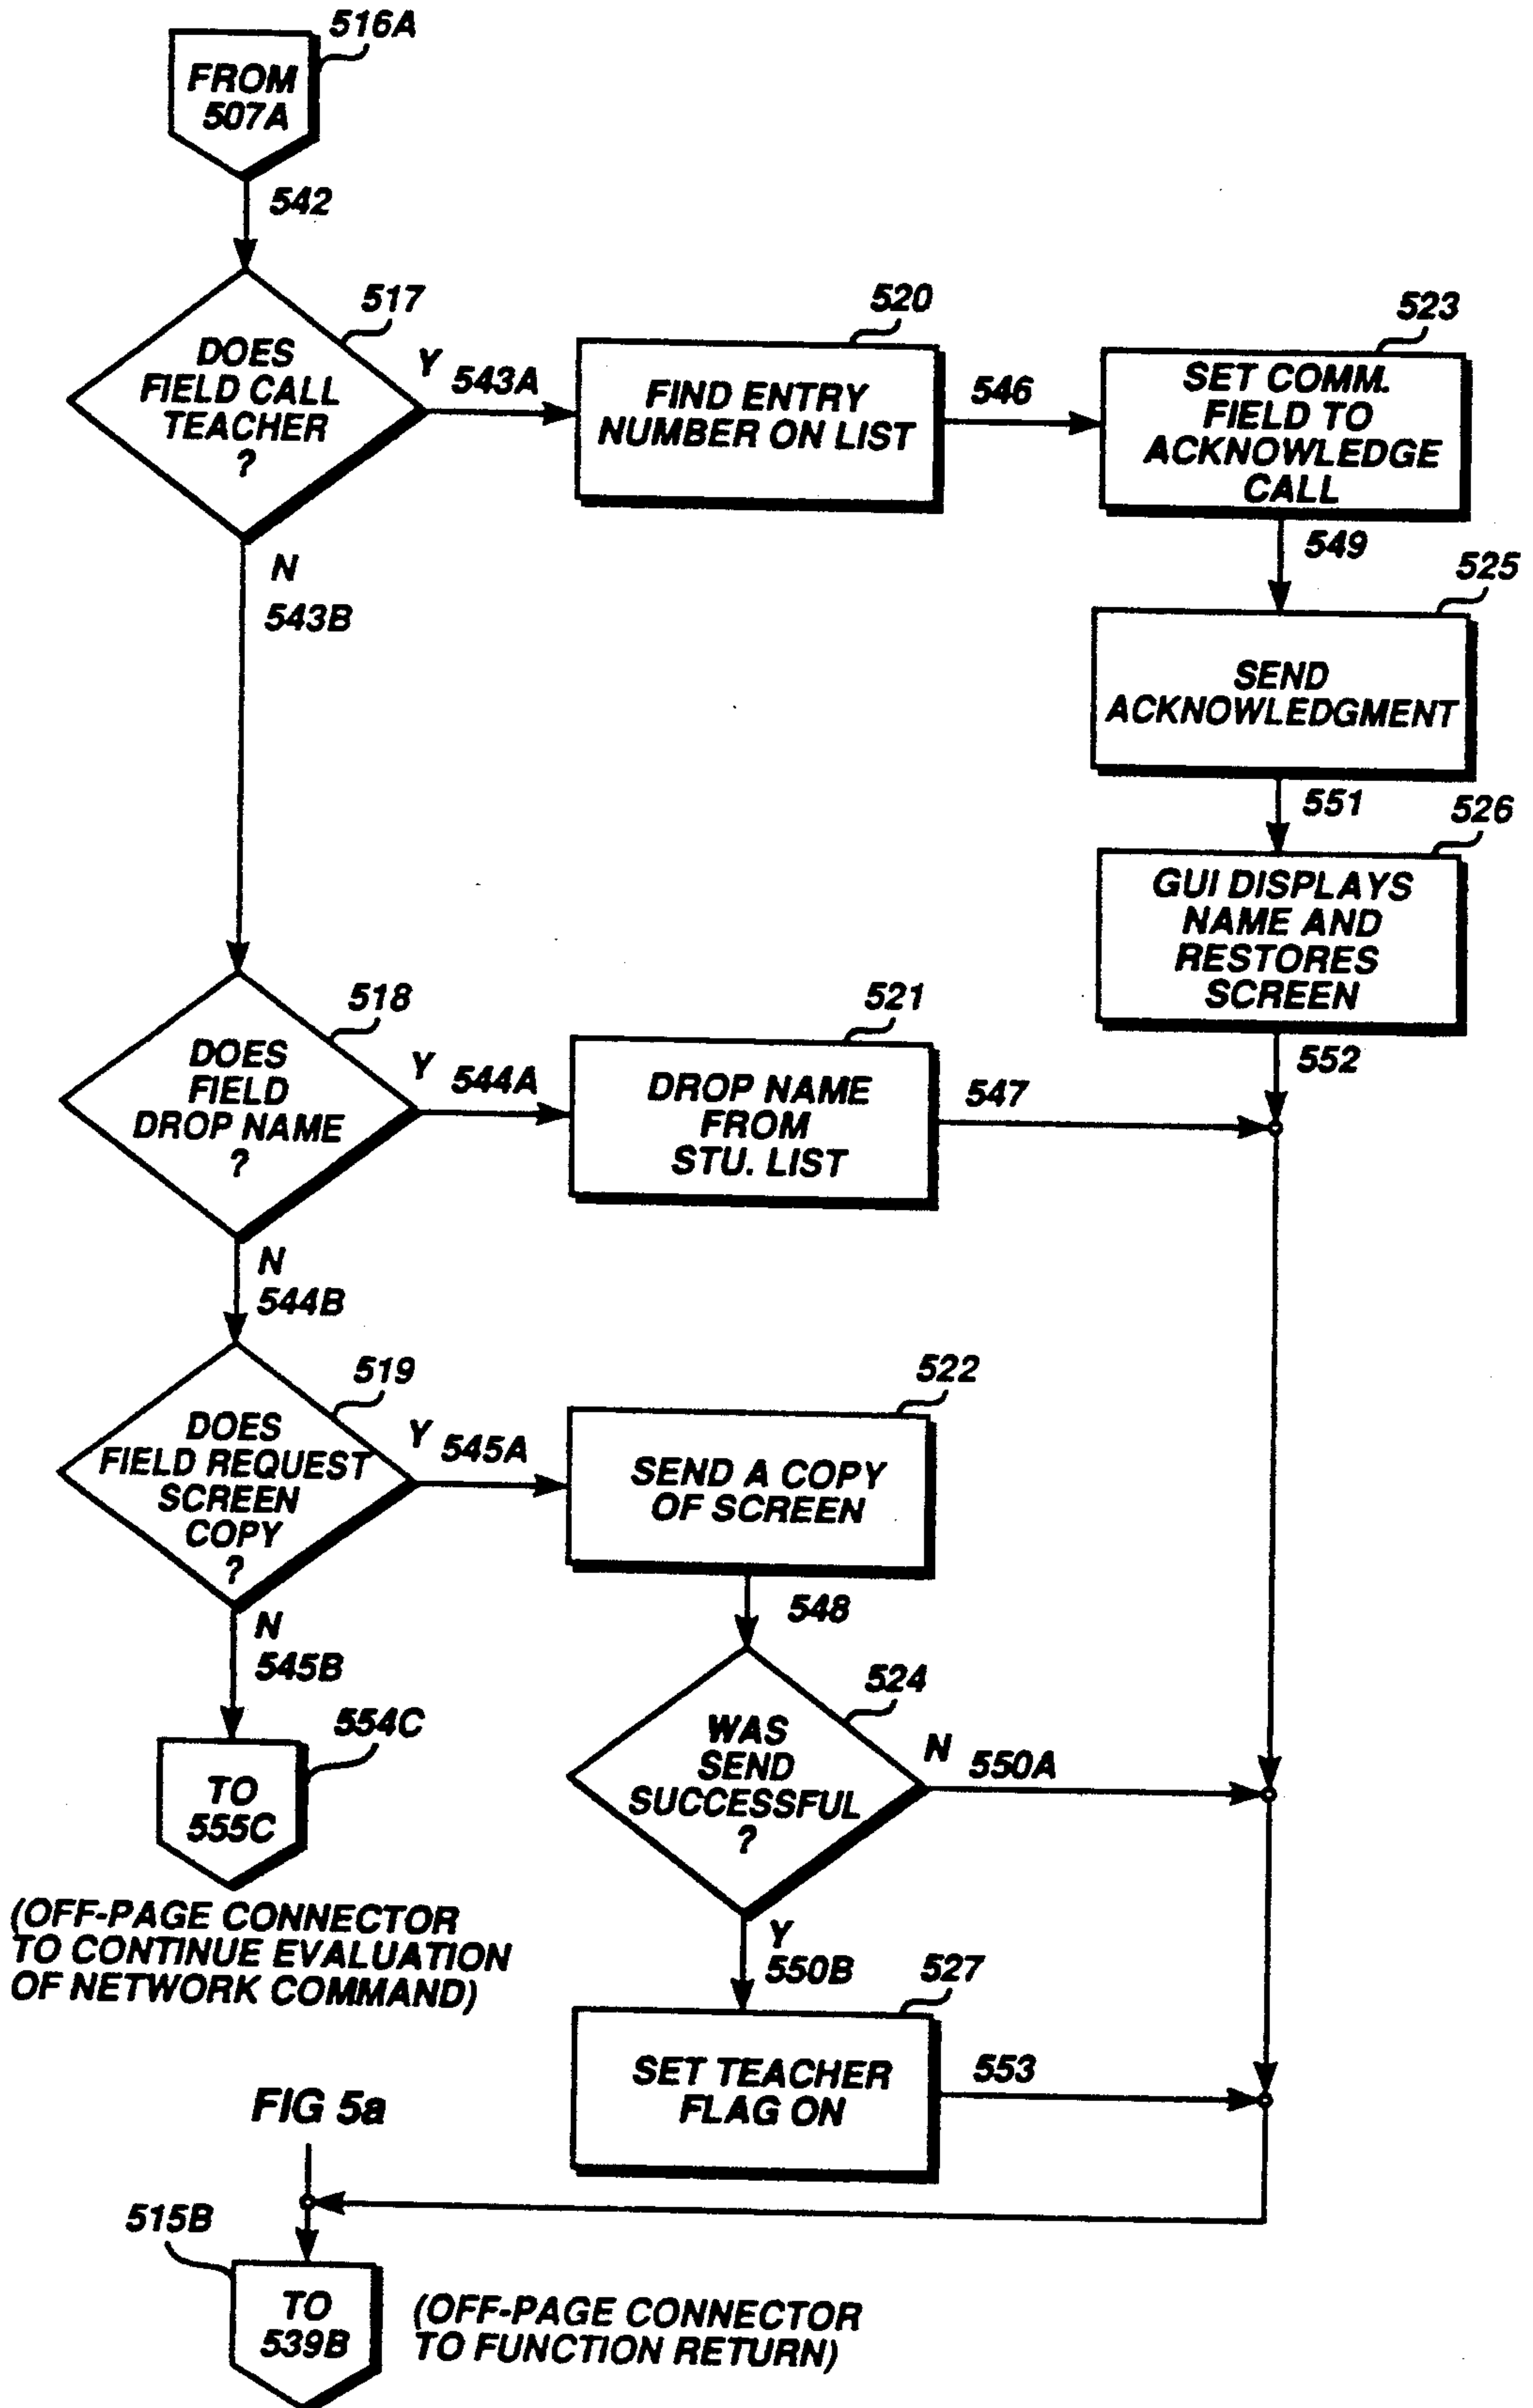 516A
FROM
507A
542
517
DOES
FIELD CALL
TEACHER
?
Y 543A
520
FIND ENTRY
NUMBER ON LIST
546
523
SET COMM.
FIELD TO
ACKNOWLEDGE
CALL
549
525
SEND
ACKNOWLEDGMENT
551
526
GUI DISPLAYS
NAME AND
RESTORES
SCREEN
552
N
543B
518
DOES
FIELD
DROP NAME
?
Y 544A
521
DROP NAME
FROM
STU. LIST
547
N
544B
519
DOES
FIELD REQUEST
SCREEN
COPY
?
Y 545A
522
SEND A COPY
OF SCREEN
548
N
545B
554C
TO
555C
(OFF-PAGE CONNECTOR
TO CONTINUE EVALUATION
OF NETWORK COMMAND)
524
WAS
SEND
SUCCESSFUL
?
N 550A
Y
550B
527
SET TEACHER
FLAG ON
553
FIG 5a
515B
TO
539B
(OFF-PAGE CONNECTOR
TO FUNCTION RETURN)